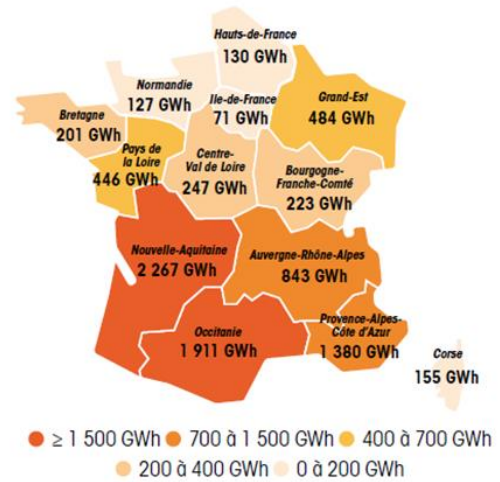 Hauts-de-France
130 GWh
Normandie
127 GWh
Ile-de-France
71 GWh
Grand-Est
484 GWh
Bretagne
201 GWh
Pays de
la Loire
446 GWh
Centre-
Val de Loire
247 GWh
Bourgogne-
Franche-Comté
223 GWh
Nouvelle-Aquitaine
2 267 GWh
Auvergne-Rhône-Alpes
843 GWh
Occitanie
1 911 GWh
Provence-Alpes-
Côte d'Azur
1 380 GWh
Corse
155 GWh
≥ 1 500 GWh 700 à 1 500 GWh 400 à 700 GWh
200 à 400 GWh 0 à 200 GWh